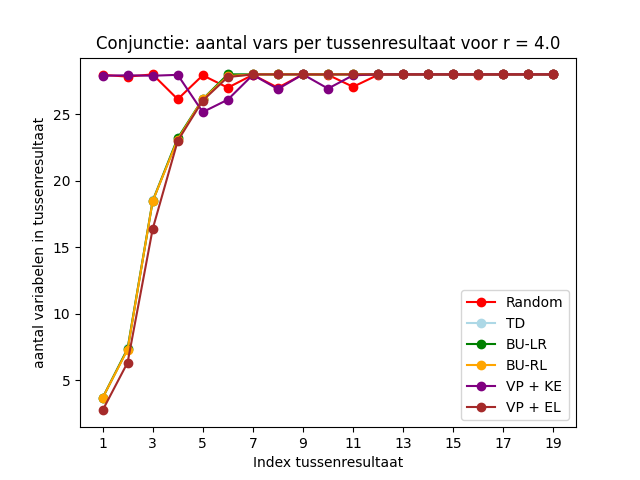 Conjunctie: aantal vars per tussenresultaat voor r = 4.0
aantal variabelen in tussenresultaat
25
20
15
10
5
Random
TD
BU-LR
BU-RL
VP + KE
VP + EL
1 3 5 7 9 11 13 15 17 19
Index tussenresultaat